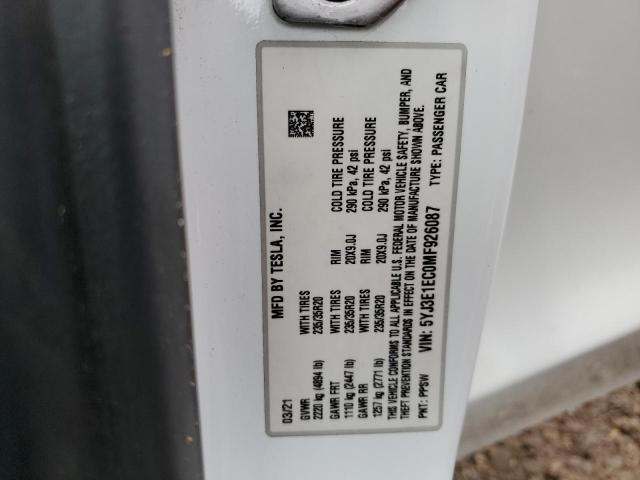 MFD BY TESLA, INC.
03/21
GVWR WITH TIRES RIM COLD TIRE PRESSURE
2220 kg (4894 lb) 235/35R20 20X9.0J 290 kPa, 42 psi
GAWR FRT WITH TIRES RIM COLD TIRE PRESSURE
1110 kg (2447 lb) 235/35R20 20X9.0J 290 kPa, 42 psi
GAWR RR WITH TIRES
1257 kg (2771 lb) 235/35R20
THIS VEHICLE CONFORMS TO ALL APPLICABLE U.S. FEDERAL MOTOR VEHICLE SAFETY, BUMPER, AND
THEFT PREVENTION STANDARDS IN EFFECT ON THE DATE OF MANUFACTURE SHOWN ABOVE.
VIN: 5YJ3E1EC0MF926087 TYPE: PASSENGER CAR
PNT: PPSW